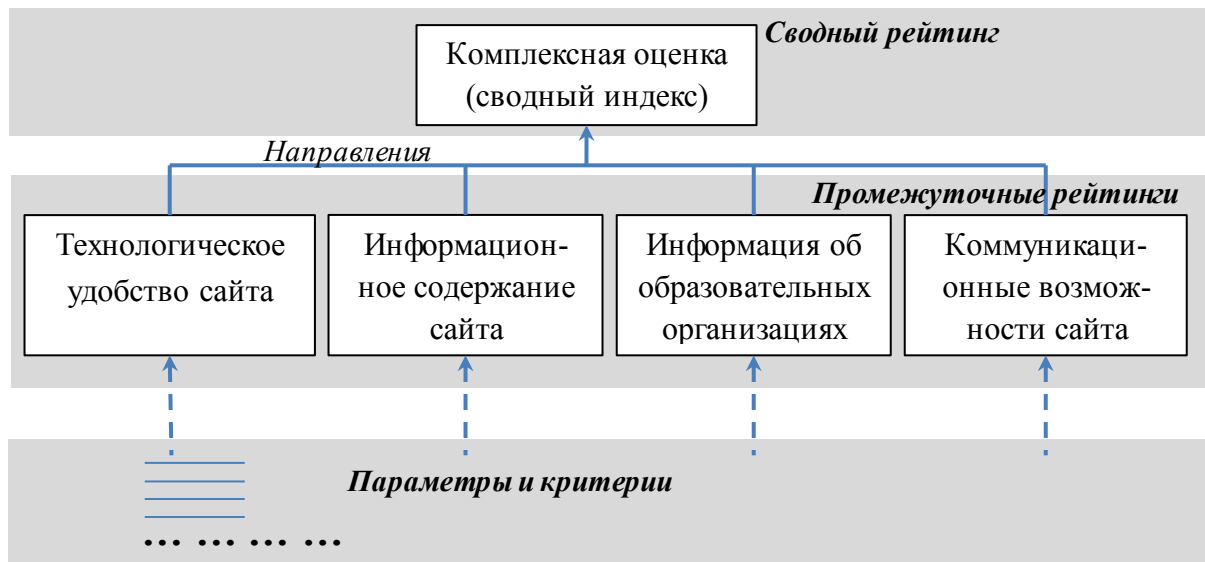 Сводный рейтинг
Комплексная оценка
(сводный индекс)
Направления
Промежуточные рейтинги
Технологическое
удобство сайта
Информацион-
ное содержание
сайта
Информация об
образовательных
организациях
Коммуникаци-
онные возмож-
ности сайта
Параметры и критерии
… … … …